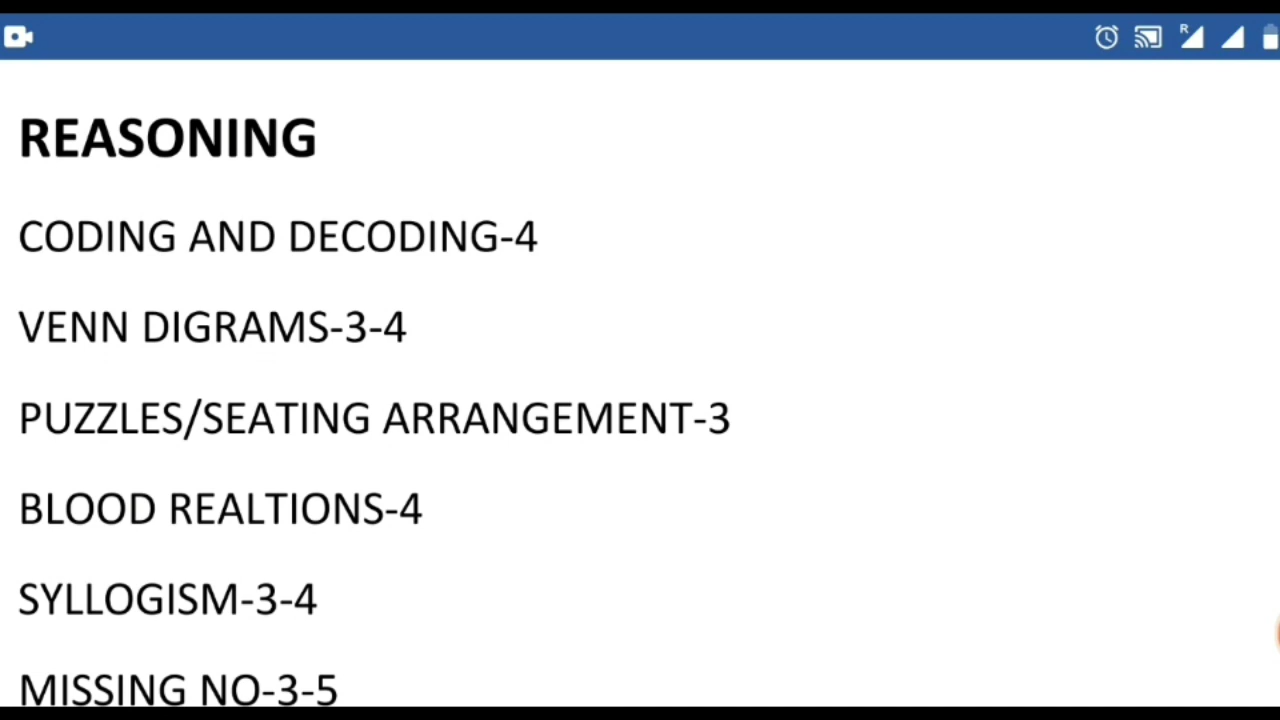 R
REASONING
CODING AND DECODING-4
VENN DIGRAMS-3-4
PUZZLES/SEATING ARRANGEMENT-3
BLOOD REALTIONS-4
SYLLOGISM-3-4
MISSING NO-3-5